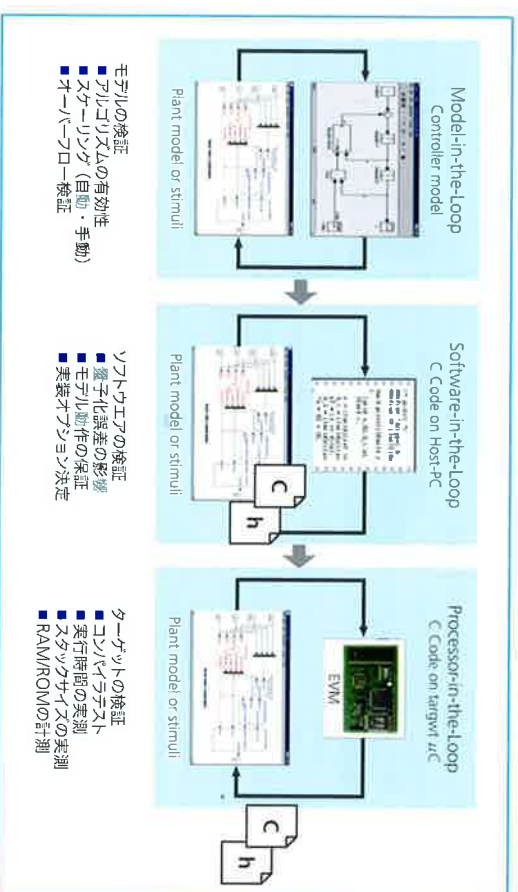 Model-in-the-Loop
Controller model
Plant model or stimuli
モデルの検証
■ アルゴリズムの有効性
■ スケーリング（自動・手動）
■ オーバーフロー検証
Software-in-the-Loop
C Code on Host-PC
C
h
Plant model or stimuli
ソフトウエアの検証
■ 量子化誤差の影響
■ モデル動作の保証
■ 実装オプション決定
Processor-in-the-Loop
C Code on targwt μC
EVM
C
h
Plant model or stimuli
ターゲットの検証
■ コンパイラテスト
■ 実行時間の実測
■ スタックサイズの実測
■ RAM/ROMの計測